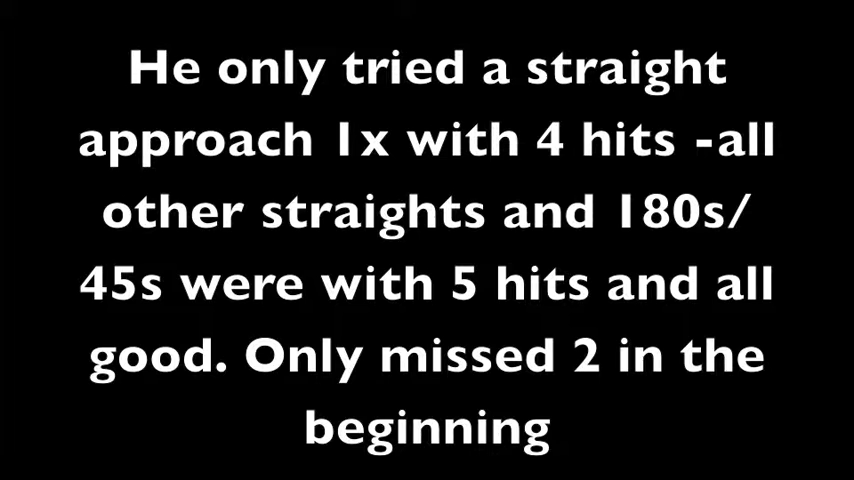 He only tried a straight
approach 1x with 4 hits -all
other straights and 180s/
45s were with 5 hits and all
good. Only missed 2 in the
beginning